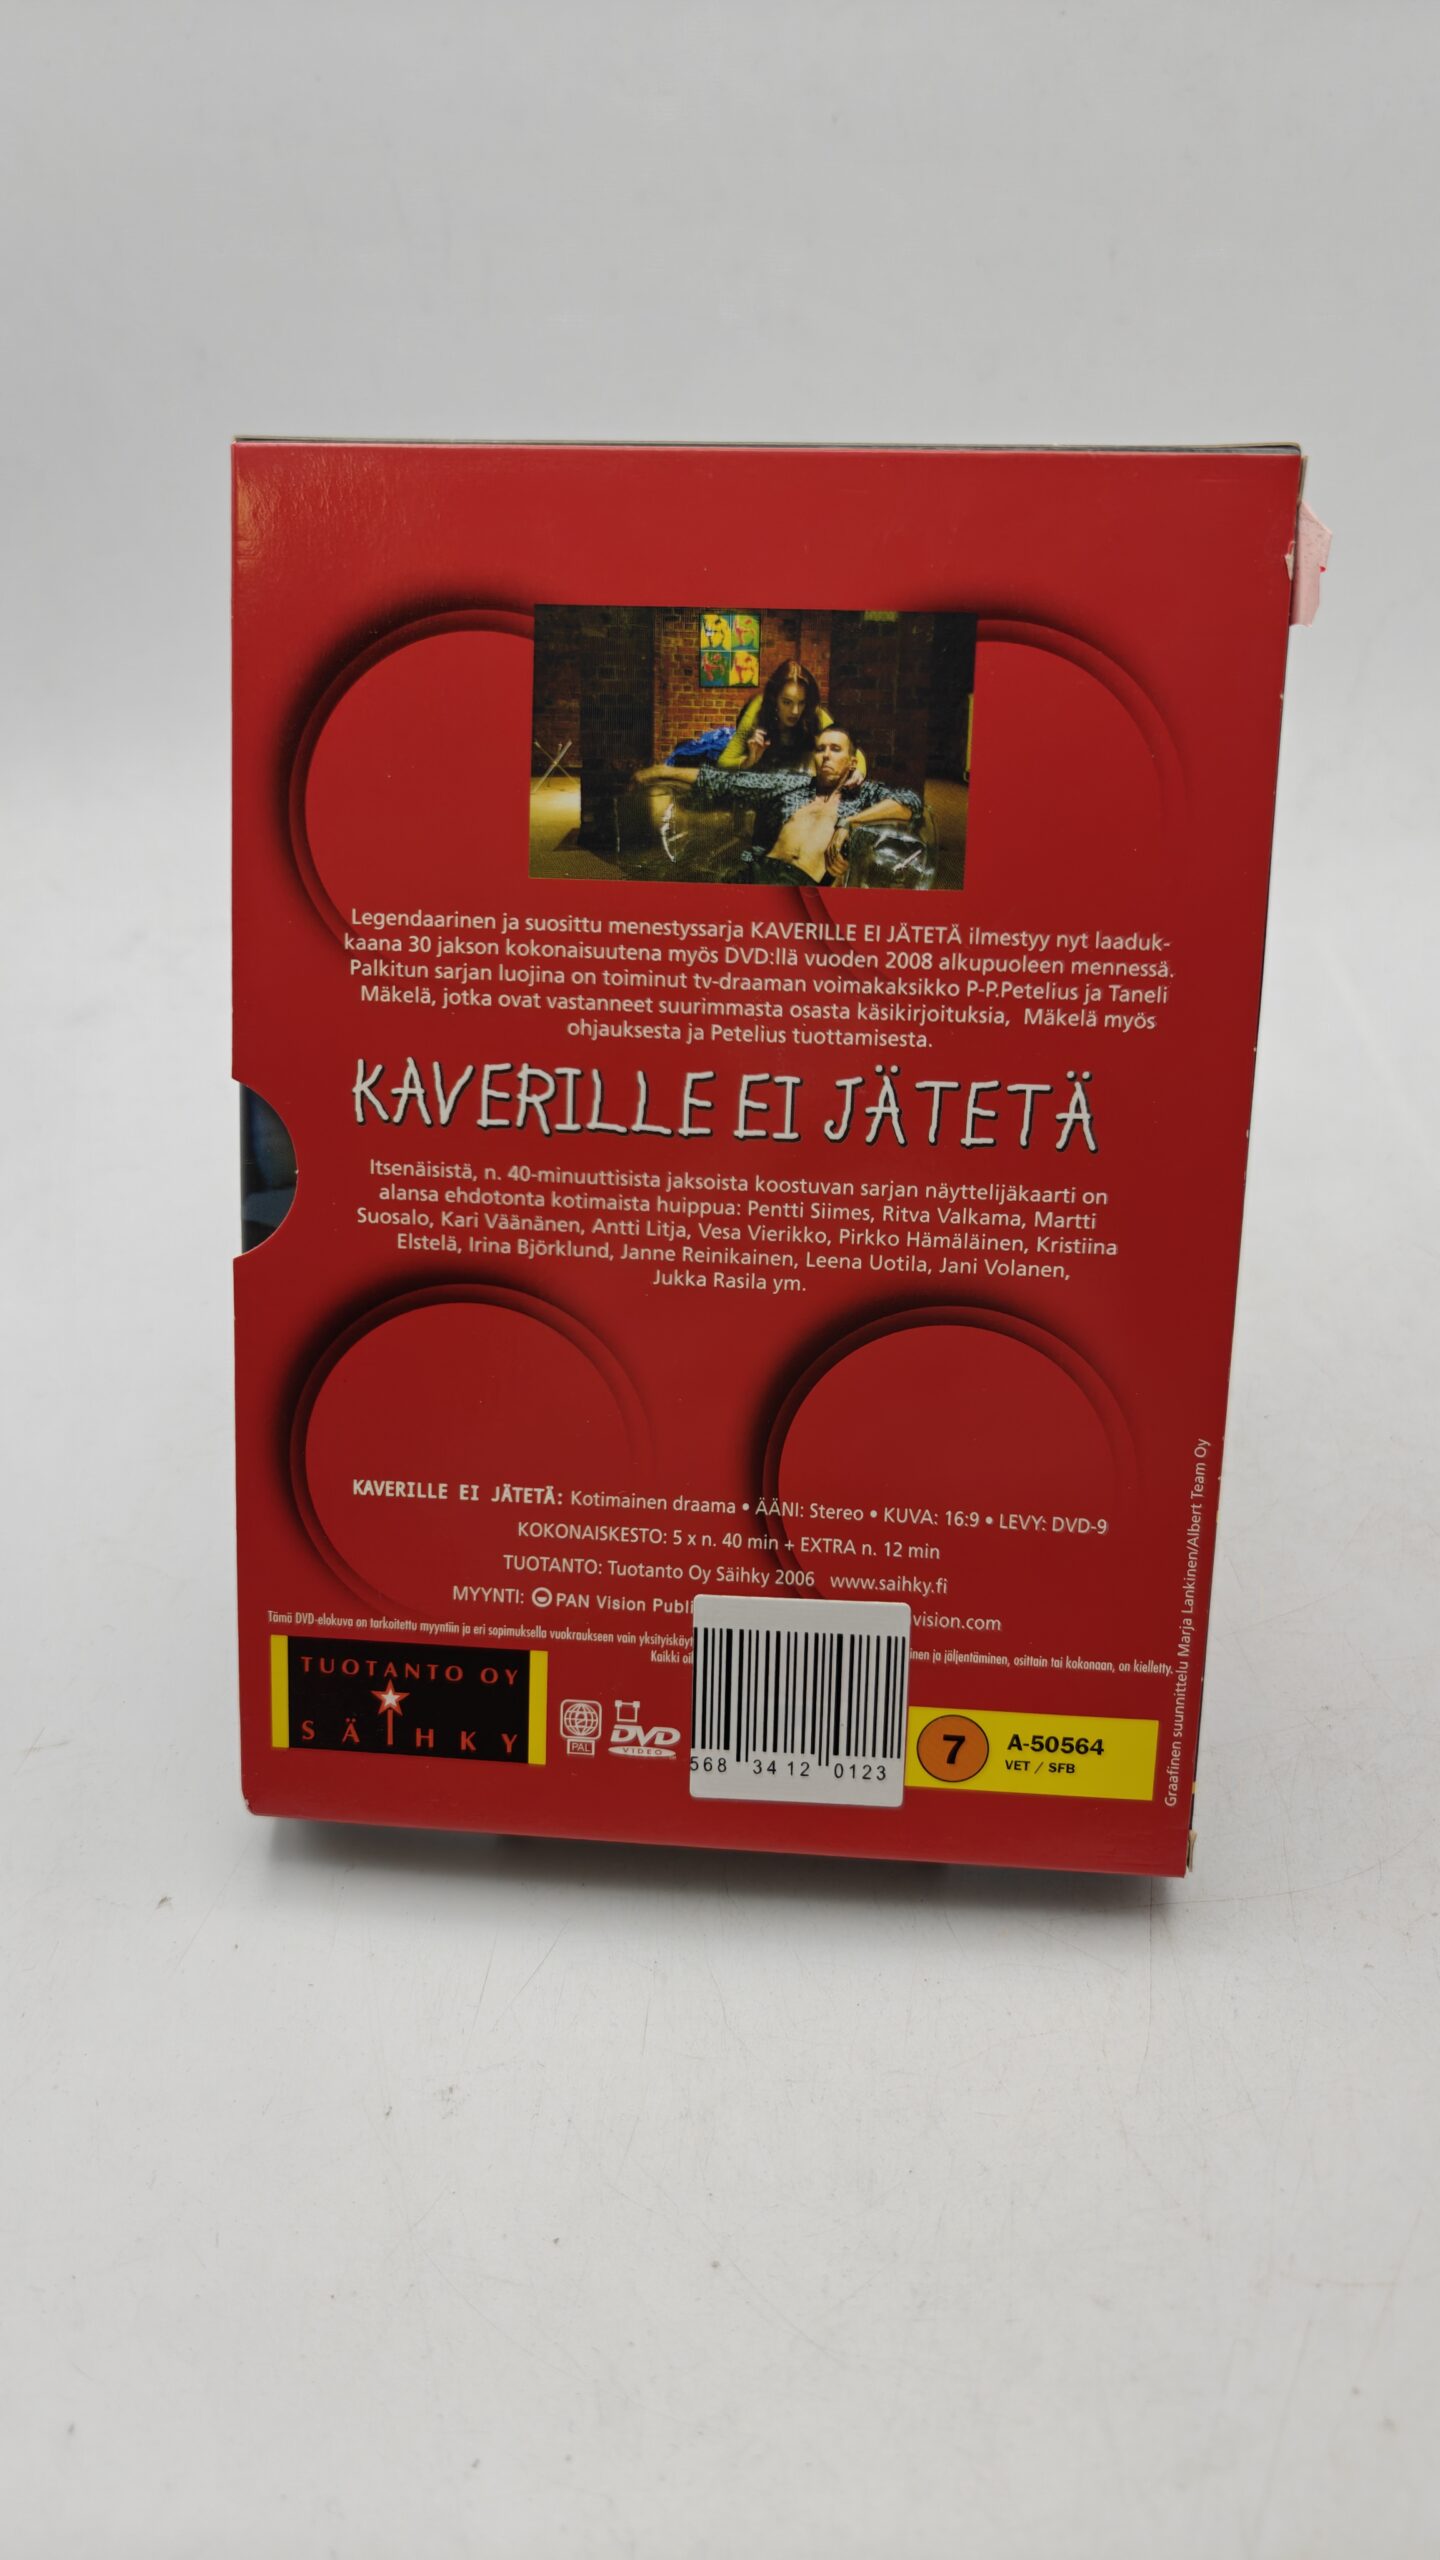 Legendaarinen ja suosittu menestyssarja KAVERILLE EI JÄTETÄ ilmestyy nyt laaduk-
kaana 30 jakson kokonaisuutena myös DVD:llä vuoden 2008 alkupuoleen mennessä.
Palkitun sarjan luojina on toiminut tv-draaman voimakaksikko P-P.Petelius ja Taneli
Mäkelä, jotka ovat vastanneet suurimmasta osasta käsikirjoituksia, Mäkelä myös
ohjauksesta ja Petelius tuottamisesta.
KAVERILLE EI JÄTETÄ
Itsenäisistä, n. 40-minuuttisista jaksoista koostuvan sarjan näyttelijäkaarti on
alansa ehdotonta kotimaista huippua: Pentti Siimes, Ritva Valkama, Martti
Suosalo, Kari Väänänen, Antti Litja, Vesa Vierikko, Pirkko Hämäläinen, Kristiina
Elstelä, Irina Björklund, Janne Reinikainen, Leena Uotila, Jani Volanen,
Jukka Rasila ym.
KAVERILLE EI JÄTETÄ: Kotimainen draama • ÄÄNI: Stereo • KUVA: 16:9 • LEVY: DVD-9
KOKONAISKESTO: 5 x n. 40 min + EXTRA n. 12 min
TUOTANTO: Tuotanto Oy Säihky 2006 www.saihky.fi
MYYNTI: PAN Vision Publi vision.com
Tämä DVD-elokuva on tarkoitettu myyntiin ja eri sopimuksella vuokraukseen vain yksityiskäyt
Kaikki oi inen ja jäljentäminen, osittain tai kokonaan, on kielletty.
TUOTANTO OY
SÄIHKY
PAL
DVD
VIDEO
568 3412 0123
7
A-50564
VET / SFB
Graafinen suunnittelu Marja Lankinen/Albert Team Oy